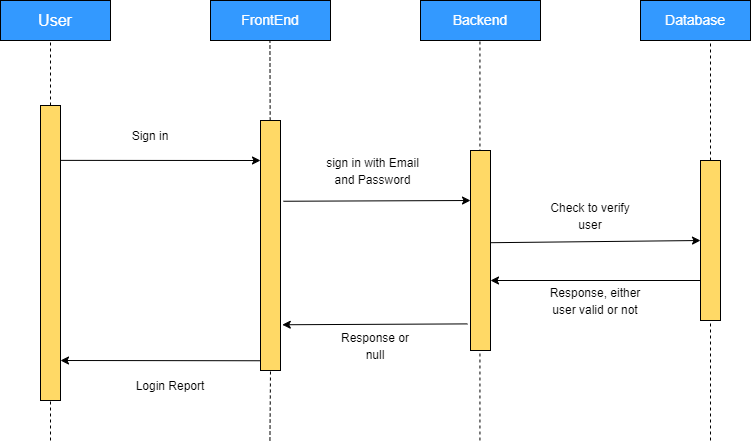 User
FrontEnd
Backend
Database
Sign in
sign in with Email
and Password
Check to verify
user
Response, either
user valid or not
Response or
null
Login Report